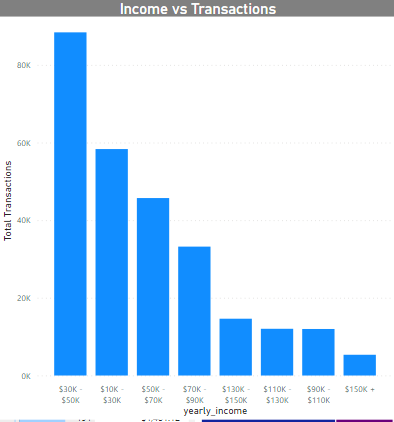 Income vs Transactions
80K
60K
40K
20K
0K
Total Transactions
$30K - $10K - $50K - $70K - $130K - $110K - $90K - $150K +
$50K $30K $70K $90K $150K $130K $110K
yearly_income